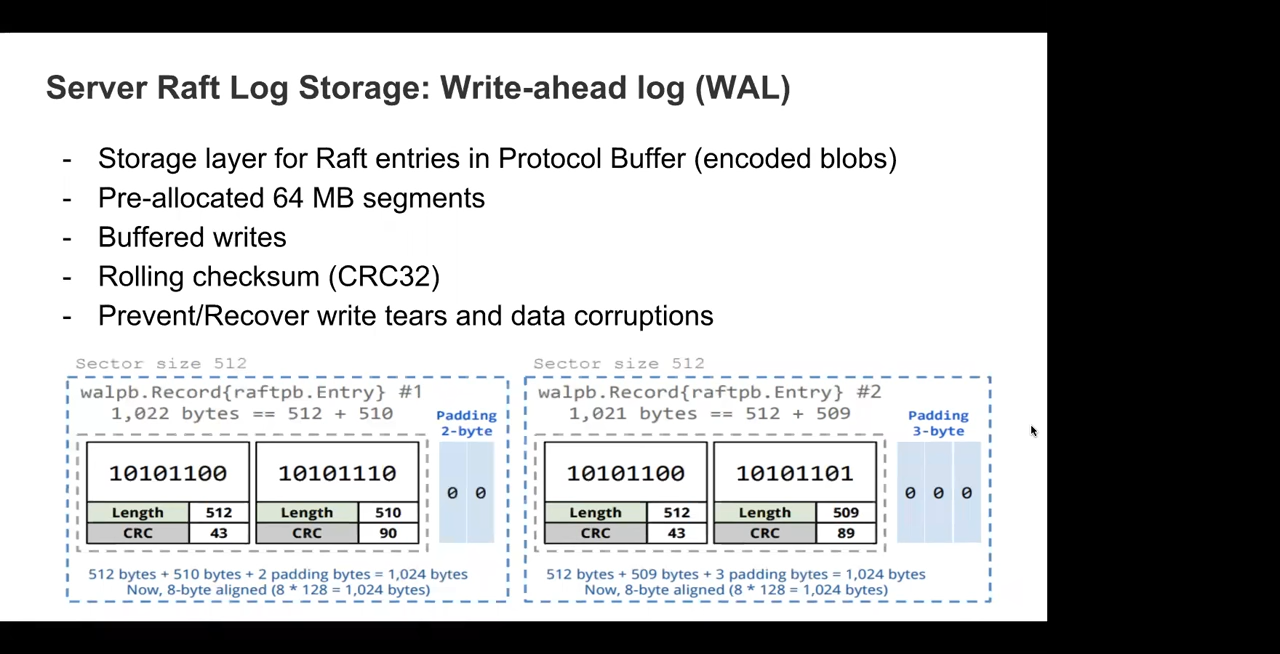 Server Raft Log Storage: Write-ahead log (WAL)
- Storage layer for Raft entries in Protocol Buffer (encoded blobs)
- Pre-allocated 64 MB segments
- Buffered writes
- Rolling checksum (CRC32)
- Prevent/Recover write tears and data corruptions
Sector size 512
walpb.Record{raftpb.Entry} #1
1,022 bytes == 512 + 510
Padding
2-byte
10101100 10101110
0 0
Length 512 Length 510
CRC 43 CRC 90
512 bytes + 510 bytes + 2 padding bytes = 1,024 bytes
Now, 8-byte aligned (8 * 128 = 1,024 bytes)
Sector size 512
walpb.Record{raftpb.Entry} #2
1,021 bytes == 512 + 509
Padding
3-byte
10101100 10101101
0 0 0
Length 512 Length 509
CRC 43 CRC 89
512 bytes + 509 bytes + 3 padding bytes = 1,024 bytes
Now, 8-byte aligned (8 * 128 = 1,024 bytes)